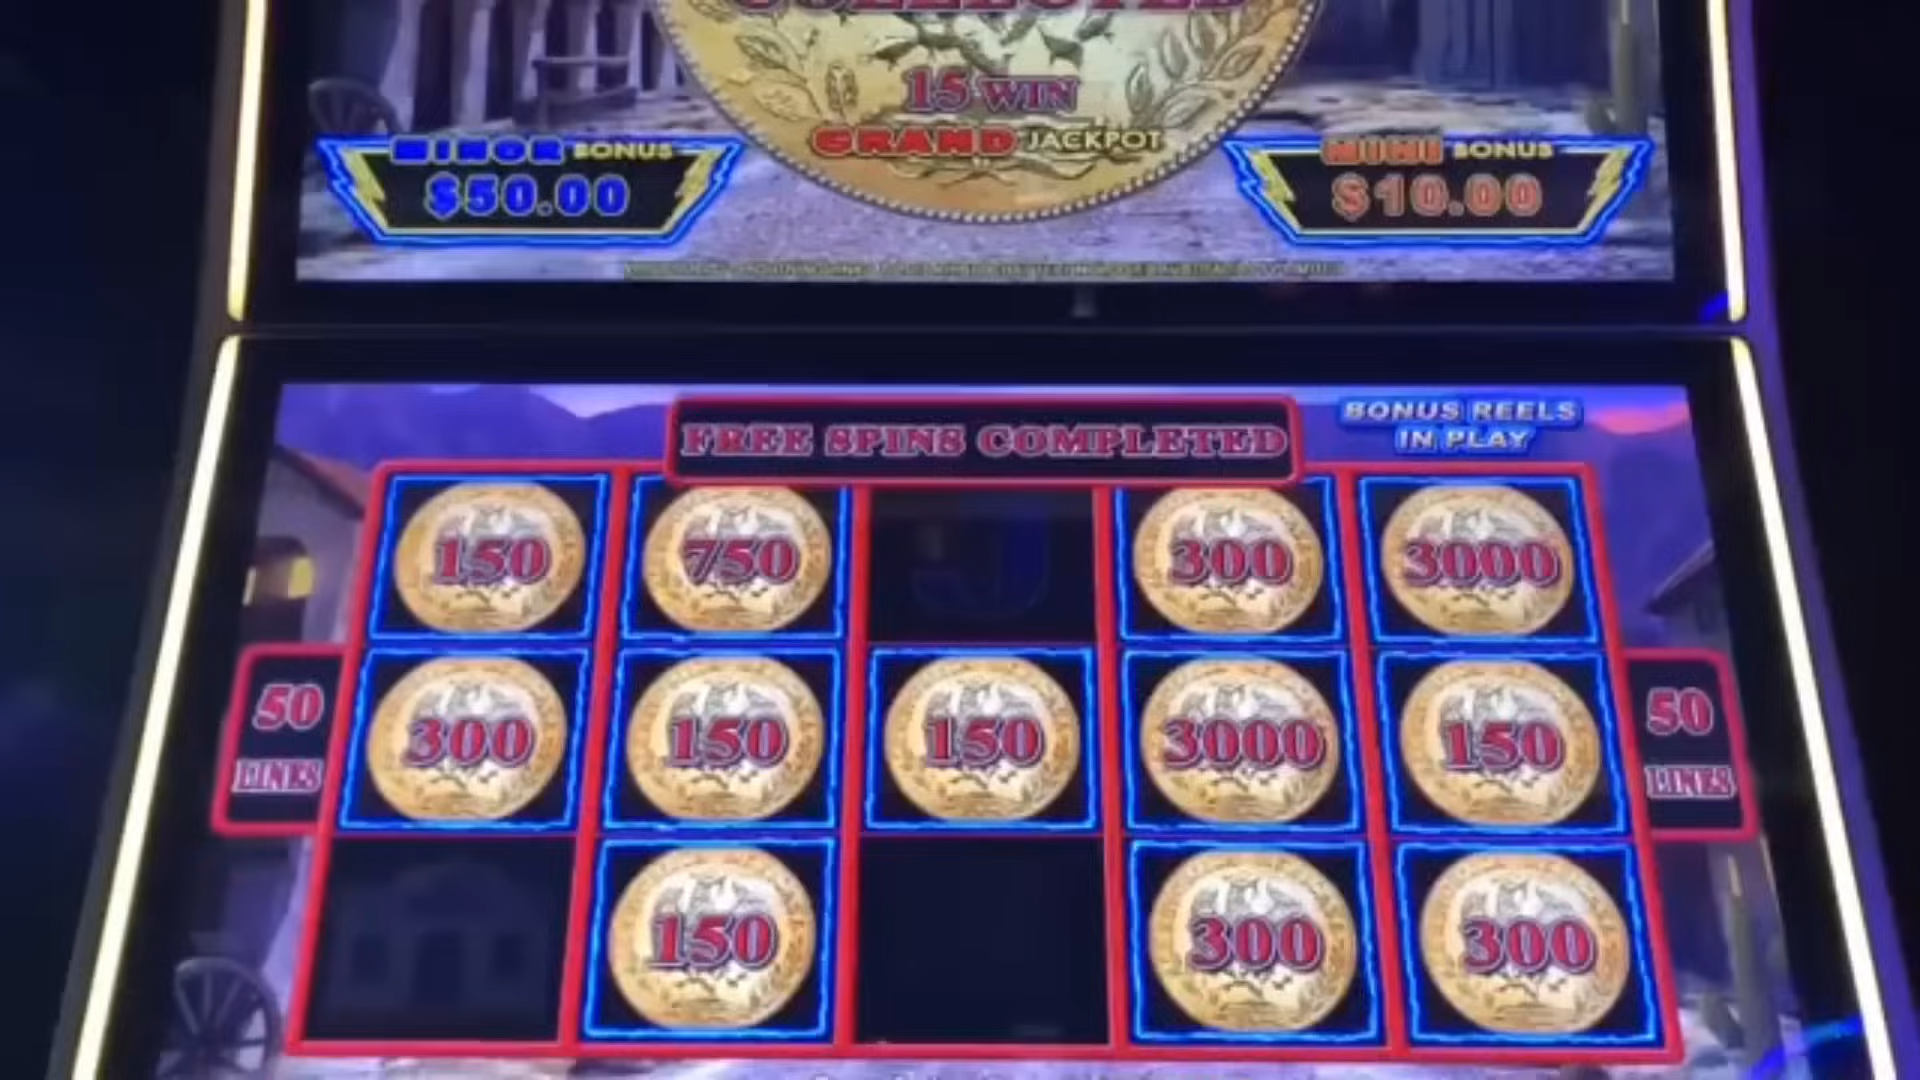 COLLECTED
15 WIN
GRAND JACKPOT
MINOR BONUS
$50.00
MINI BONUS
$10.00
FREE SPINS COMPLETED
BONUS REELS
IN PLAY
150 750 J 300 3000
50 LINES
300 150 150 3000 150
50 LINES
150 300 300